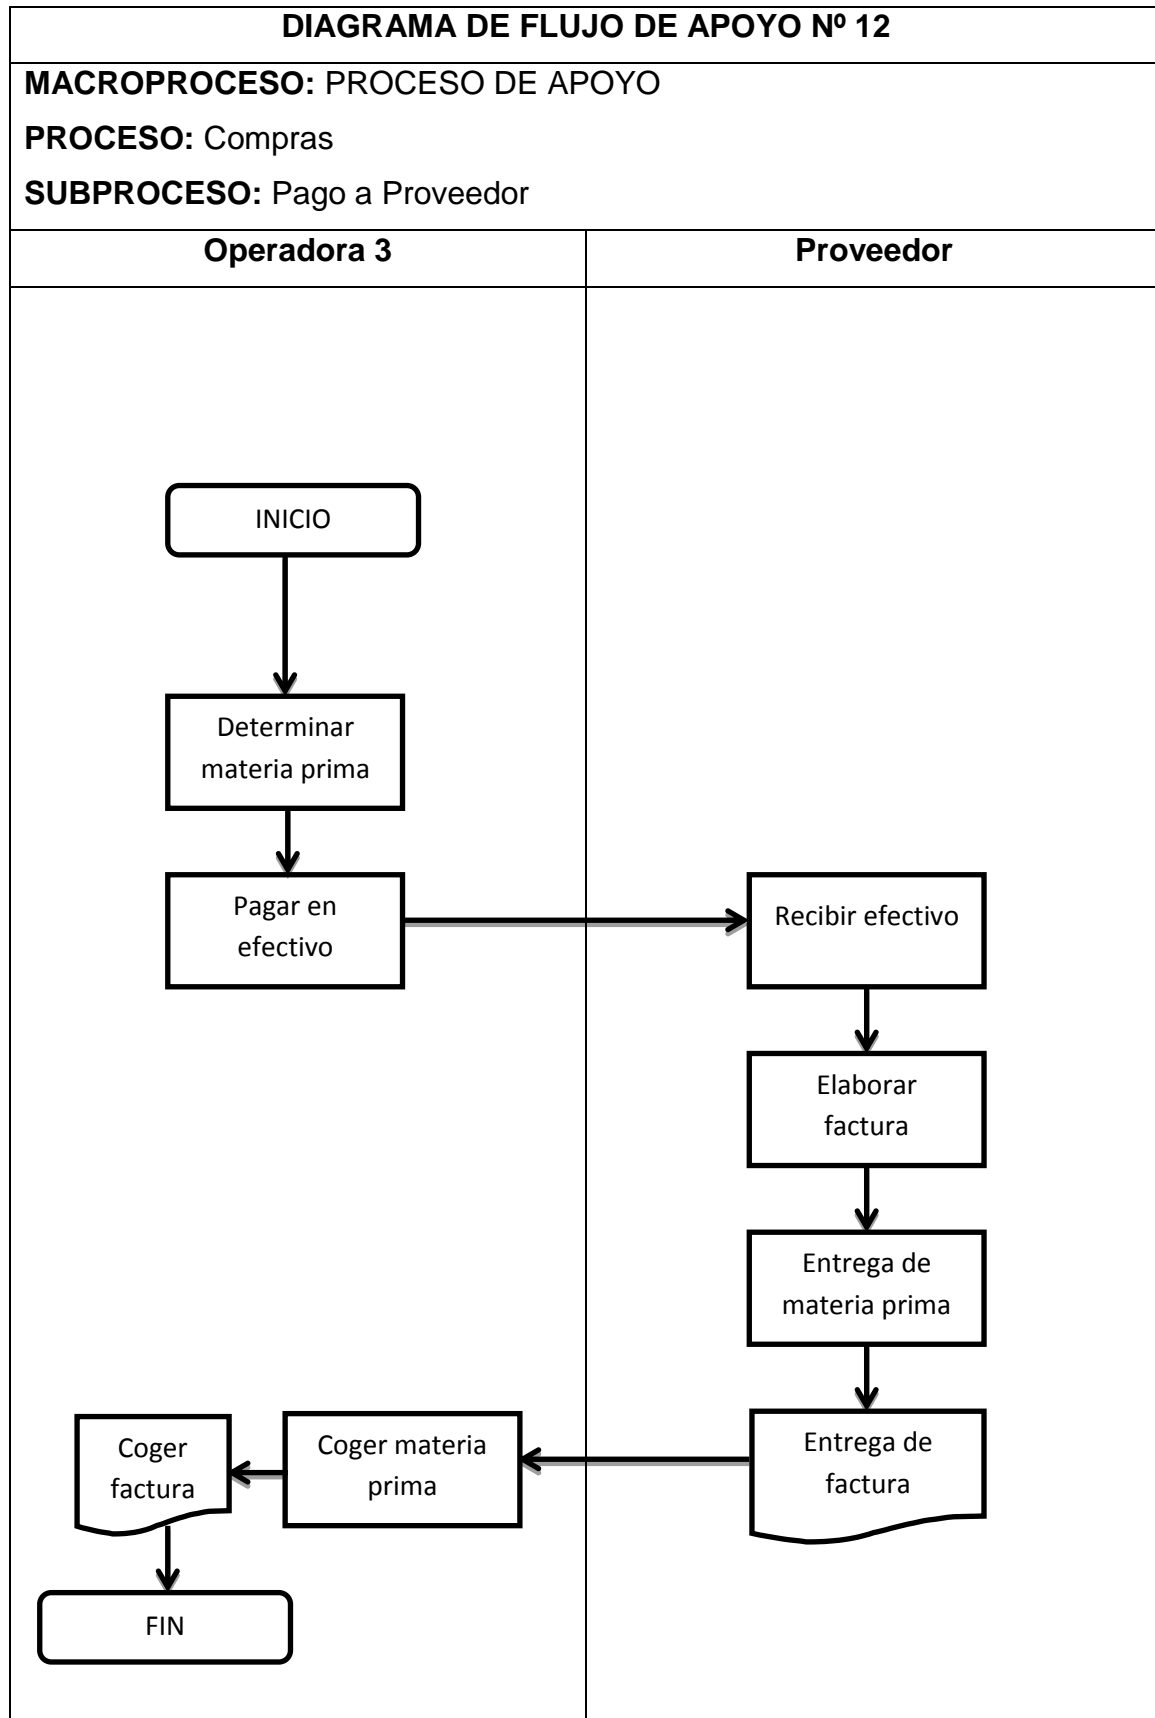 DIAGRAMA DE FLUJO DE APOYO Nº 12
MACROPROCESO: PROCESO DE APOYO
PROCESO: Compras
SUBPROCESO: Pago a Proveedor
Operadora 3
Proveedor
INICIO
Determinar
materia prima
Pagar en
efectivo
Recibir efectivo
Elaborar
factura
Entrega de
materia prima
Entrega de
factura
Coger materia
prima
Coger
factura
FIN